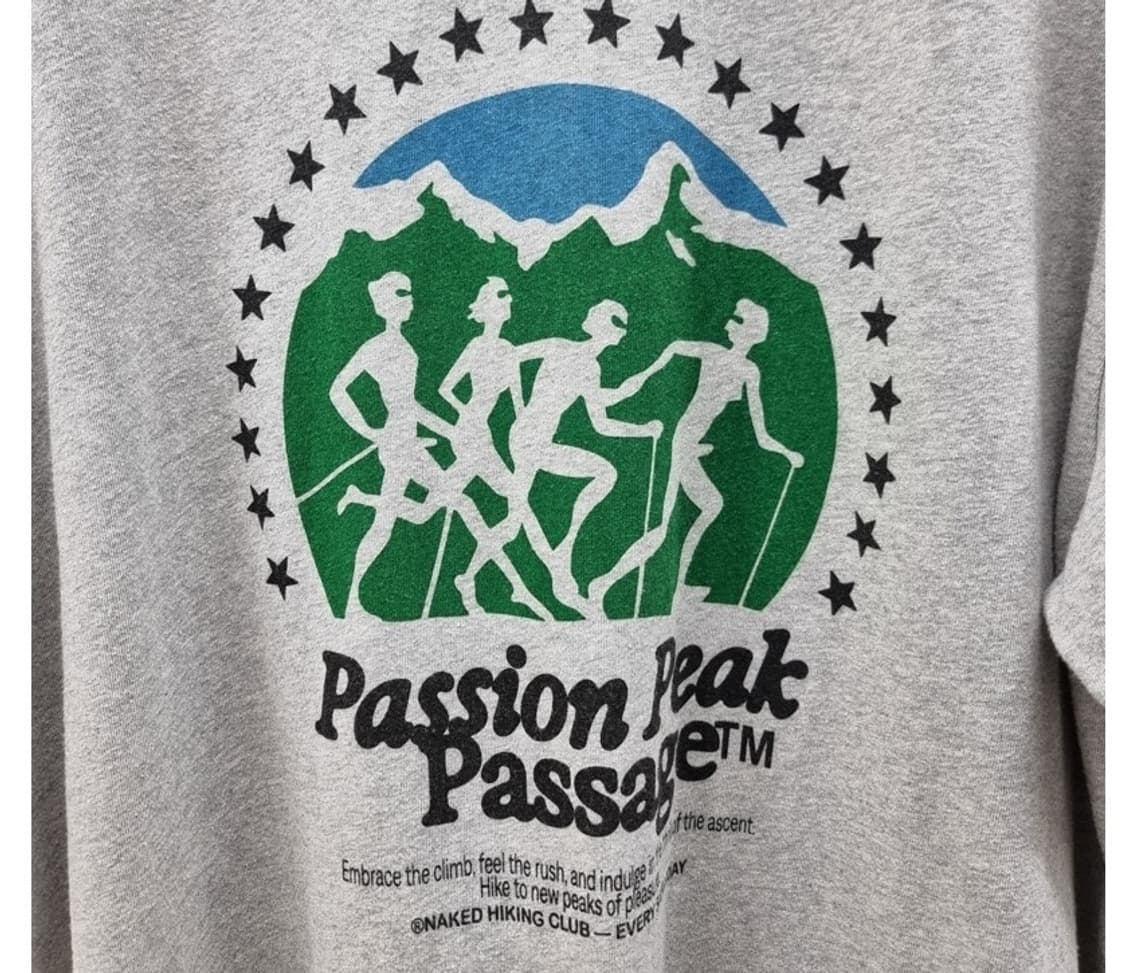 Passion Peak
Passage™
Embrace the climb, feel the rush, and indulge of the ascent.
Hike to new peaks of pleasu
®NAKED HIKING CLUB — EVERY DAY